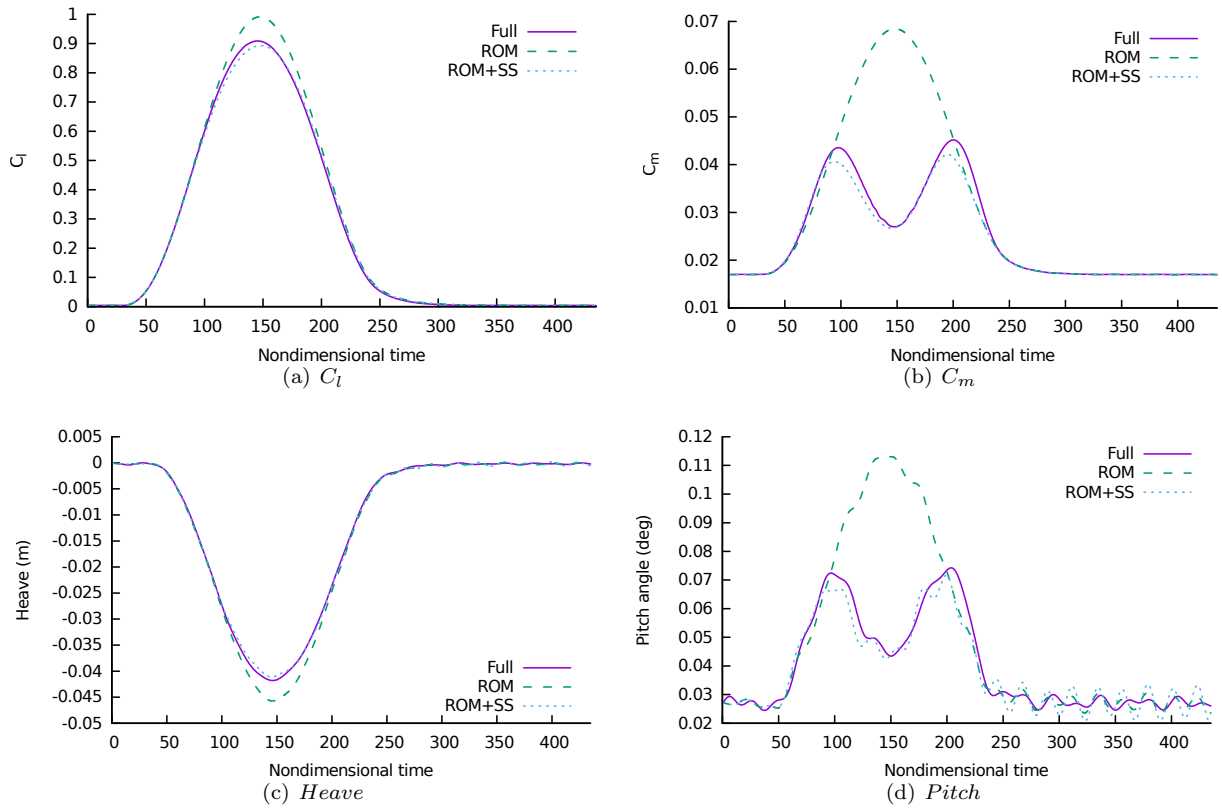 1
0.9
0.8
0.7
0.6
0.5
0.4
0.3
0.2
0.1
0
C_l
Full
ROM
ROM+SS
0 50 100 150 200 250 300 350 400
Nondimensional time
(a) C_l
0.07
0.06
0.05
0.04
0.03
0.02
0.01
C_m
Full
ROM
ROM+SS
0 50 100 150 200 250 300 350 400
Nondimensional time
(b) C_m
0.005
0
-0.005
-0.01
-0.015
-0.02
-0.025
-0.03
-0.035
-0.04
-0.045
-0.05
Heave (m)
Full
ROM
ROM+SS
0 50 100 150 200 250 300 350 400
Nondimensional time
(c) Heave
0.12
0.11
0.1
0.09
0.08
0.07
0.06
0.05
0.04
0.03
0.02
Pitch angle (deg)
Full
ROM
ROM+SS
0 50 100 150 200 250 300 350 400
Nondimensional time
(d) Pitch